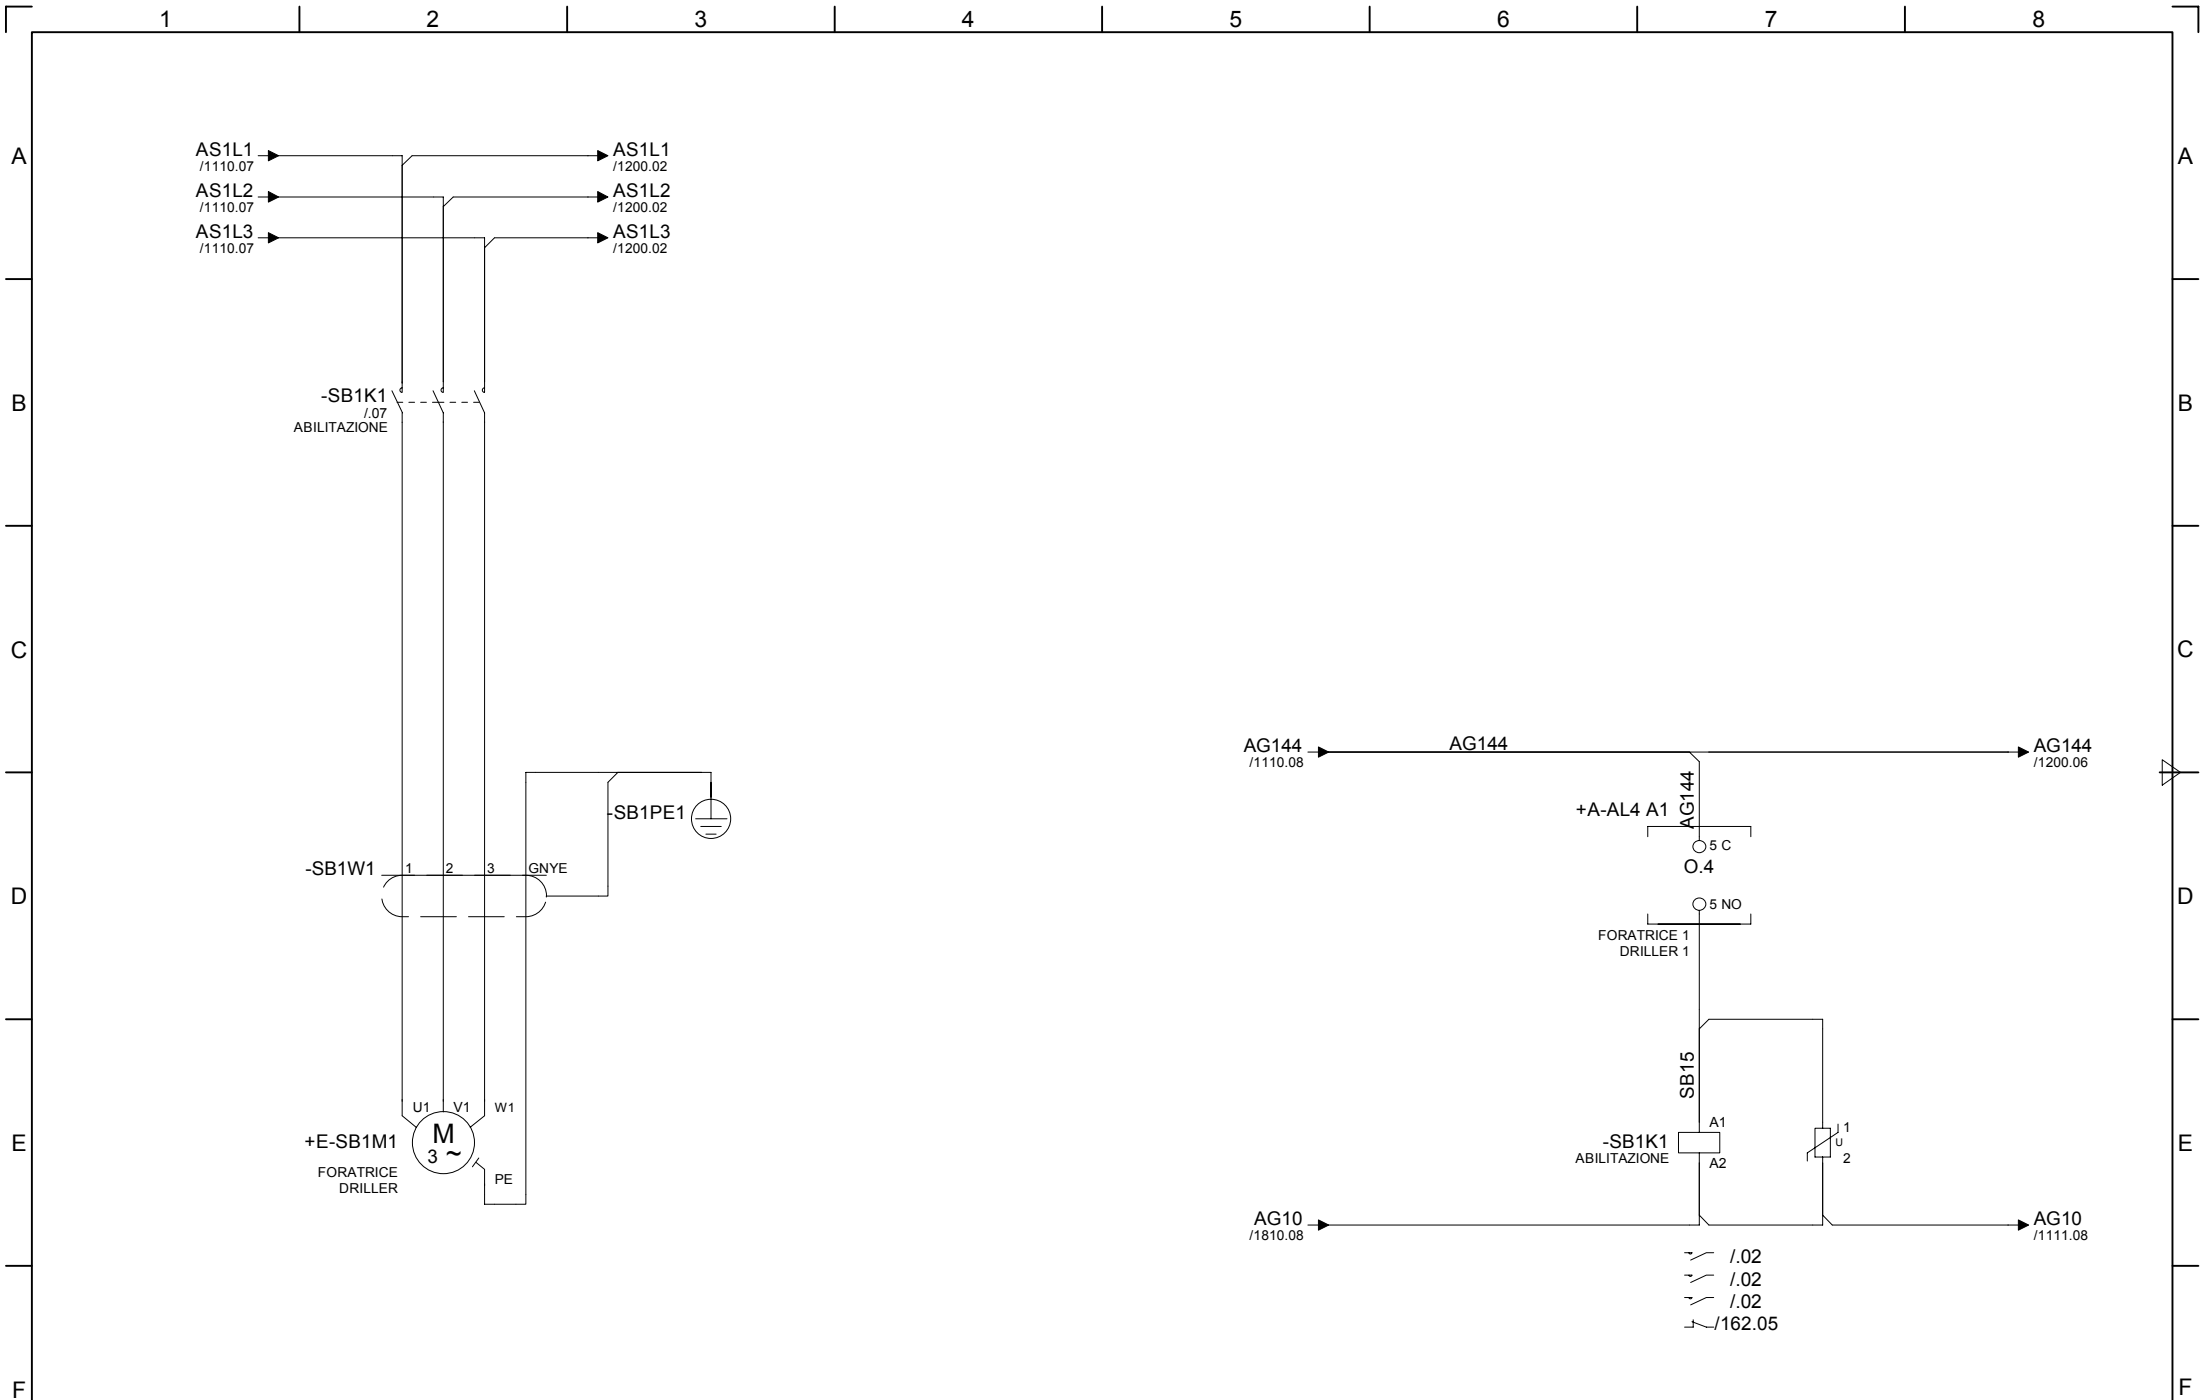 1 2 3 4 5 6 7 8
A A
AS1L1 AS1L1
/1110.07 /1200.02
AS1L2 AS1L2
/1110.07 /1200.02
AS1L3 AS1L3
/1110.07 /1200.02
B B
-SB1K1
/.07
ABILITAZIONE
C C
AG144 AG144 AG144
/1110.08 /1200.06
AG144
+A-AL4 A1
-SB1PE1
5 C
O.4
-SB1W1 1 2 3 GNYE
D D
5 NO
FORATRICE 1
DRILLER 1
SB15
U1 V1 W1
A1
1
E E
+E-SB1M1 M
3 ~
-SB1K1
U
ABILITAZIONE
A2
2
FORATRICE
DRILLER
PE
AG10 AG10
/1810.08 /1111.08
/.02
/.02
/.02
/162.05
F F